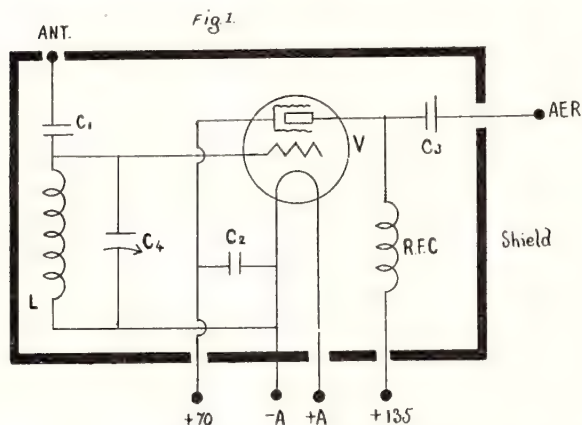 Fig. 1.
ANT.
C1
V
C3
AER
C4
C2
R.F.C
Shield
L
+70
-A
+A
+135